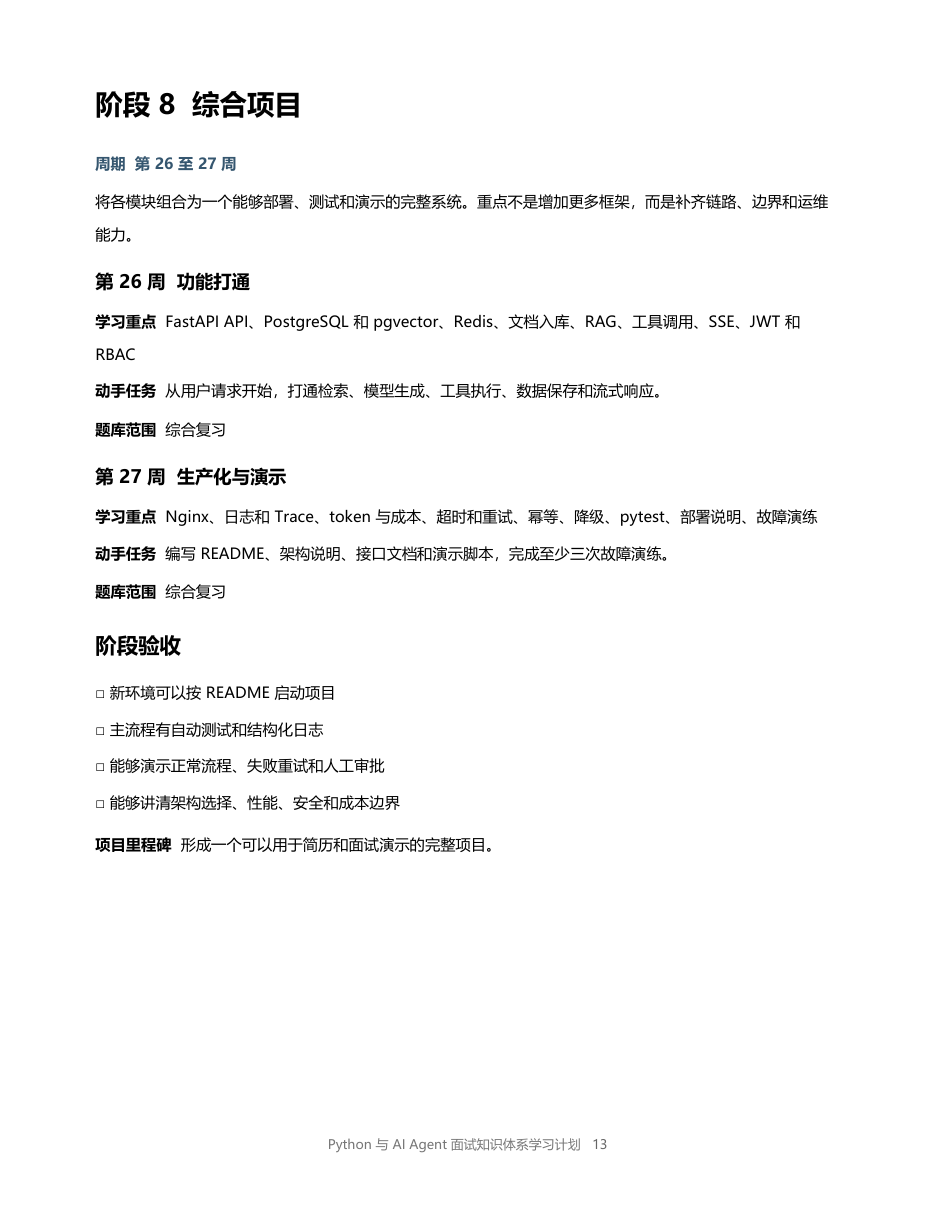 阶段 8 综合项目
周期 第 26 至 27 周
将各模块组合为一个能够部署、测试和演示的完整系统。重点不是增加更多框架，而是补齐链路、边界和运维
能力。
第 26 周 功能打通
学习重点 FastAPI API、PostgreSQL 和 pgvector、Redis、文档入库、RAG、工具调用、SSE、JWT 和
RBAC
动手任务 从用户请求开始，打通检索、模型生成、工具执行、数据保存和流式响应。
题库范围 综合复习
第 27 周 生产化与演示
学习重点 Nginx、日志和 Trace、token 与成本、超时和重试、幂等、降级、pytest、部署说明、故障演练
动手任务 编写 README、架构说明、接口文档和演示脚本，完成至少三次故障演练。
题库范围 综合复习
阶段验收
□ 新环境可以按 README 启动项目
□ 主流程有自动测试和结构化日志
□ 能够演示正常流程、失败重试和人工审批
□ 能够讲清架构选择、性能、安全和成本边界
项目里程碑 形成一个可以用于简历和面试演示的完整项目。
Python 与 AI Agent 面试知识体系学习计划 13